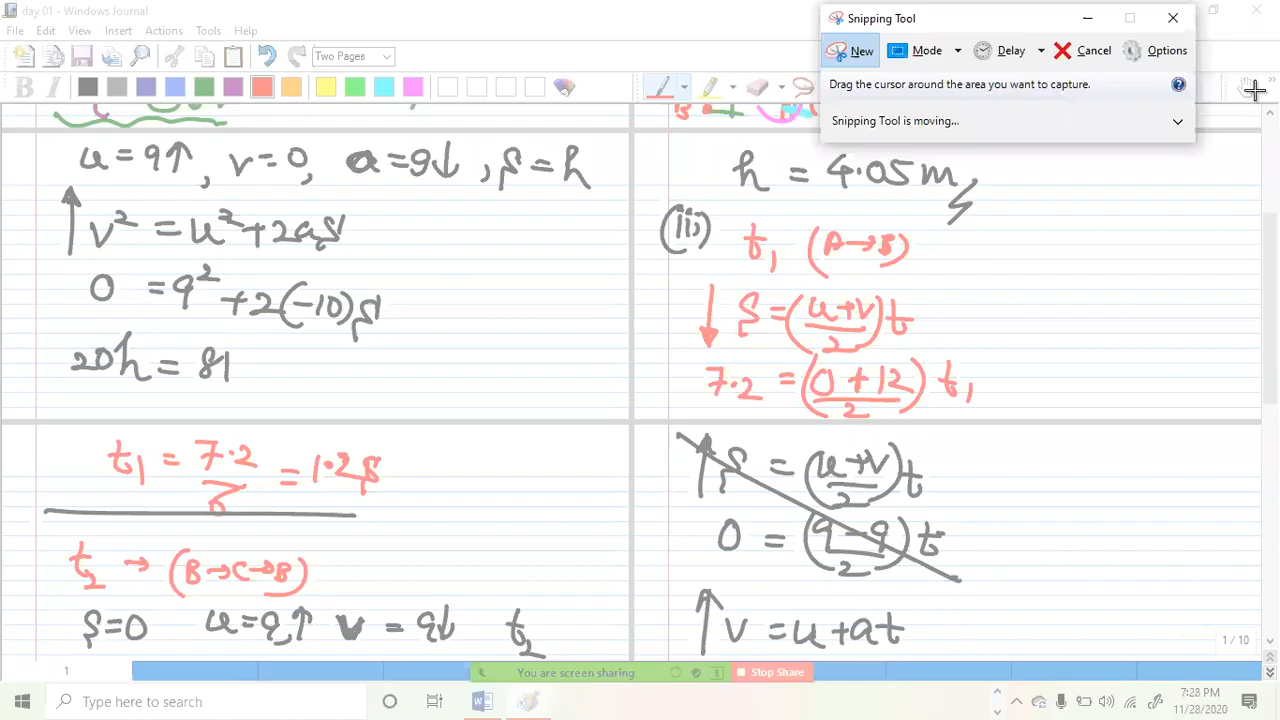 day 01 - Windows Journal
File Edit View Insert Actions Tools Help
Two Pages
B I
Snipping Tool
New Mode Delay Cancel Options
Drag the cursor around the area you want to capture.
Snipping Tool is moving...
u = 9↑, v = 0, a = g↓, s = h
v² = u² + 2as
0 = 9² + 2(-10)s
20h = 81
h = 4.05 m
(ii)
t₁ (A→B)
s = (u+v)/2 t
7.2 = (0 + 12)/2 t₁
t₁ = 7.2/6 = 1.2s
t₂ → (B→C→B)
s=0 u=9↑ v = 9↓ t₂
s = (u+v)/2 t
0 = (9-9)/2 t
v = u+at
1 / 10
1
You are screen sharing Stop Share
Type here to search
7:28 PM
11/28/2020